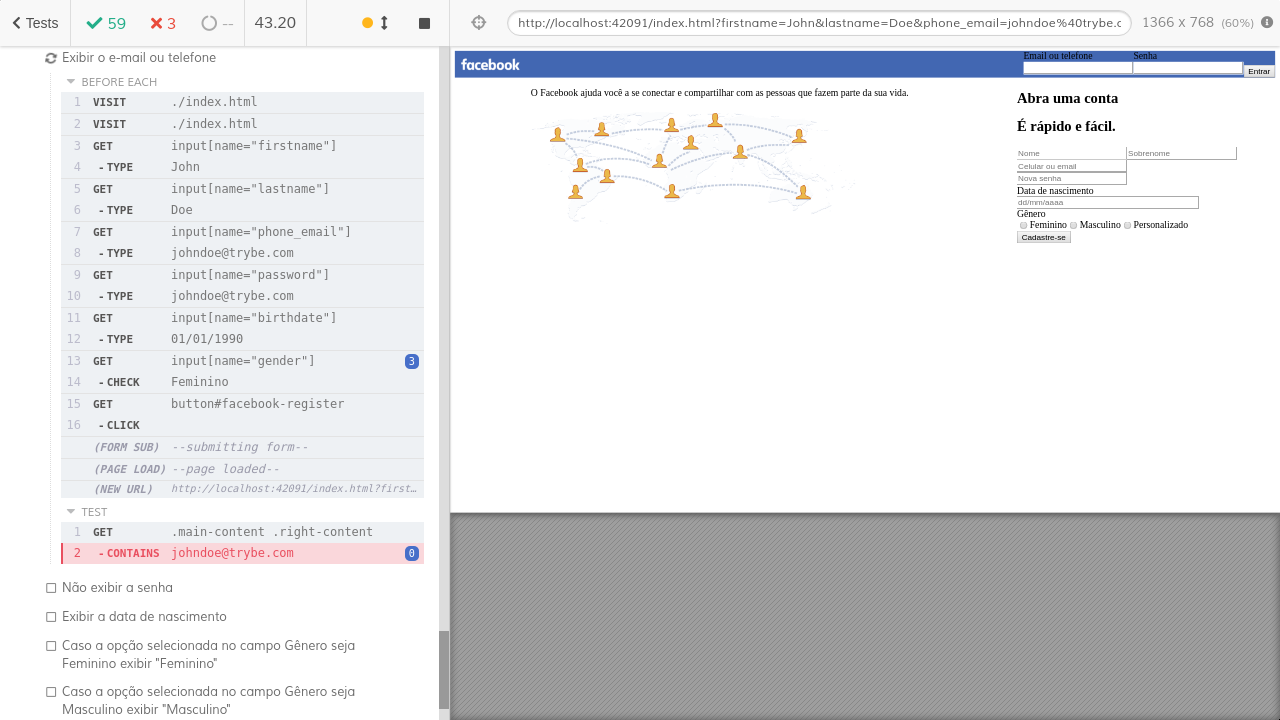 Tests
59
3
--
43.20
Exibir o e-mail ou telefone
BEFORE EACH
1 VISIT ./index.html
2 VISIT ./index.html
3 GET input[name="firstname"]
4 -TYPE John
5 GET input[name="lastname"]
6 -TYPE Doe
7 GET input[name="phone_email"]
8 -TYPE johndoe@trybe.com
9 GET input[name="password"]
10 -TYPE johndoe@trybe.com
11 GET input[name="birthdate"]
12 -TYPE 01/01/1990
13 GET input[name="gender"] 3
14 -CHECK Feminino
15 GET button#facebook-register
16 -CLICK
(FORM SUB) --submitting form--
(PAGE LOAD) --page loaded--
(NEW URL) http://localhost:42091/index.html?first…
TEST
1 GET .main-content .right-content
2 -CONTAINS johndoe@trybe.com 0
Não exibir a senha
Exibir a data de nascimento
Caso a opção selecionada no campo Gênero seja
Feminino exibir "Feminino"
Caso a opção selecionada no campo Gênero seja
Masculino exibir "Masculino"
http://localhost:42091/index.html?firstname=John&lastname=Doe&phone_email=johndoe%40trybe.c
1366 x 768 (60%)
facebook
Email ou telefone Senha
Entrar
O Facebook ajuda você a se conectar e compartilhar com as pessoas que fazem parte da sua vida.
Abra uma conta
É rápido e fácil.
Nome Sobrenome
Celular ou email
Nova senha
Data de nascimento
dd/mm/aaaa
Gênero
Feminino Masculino Personalizado
Cadastre-se